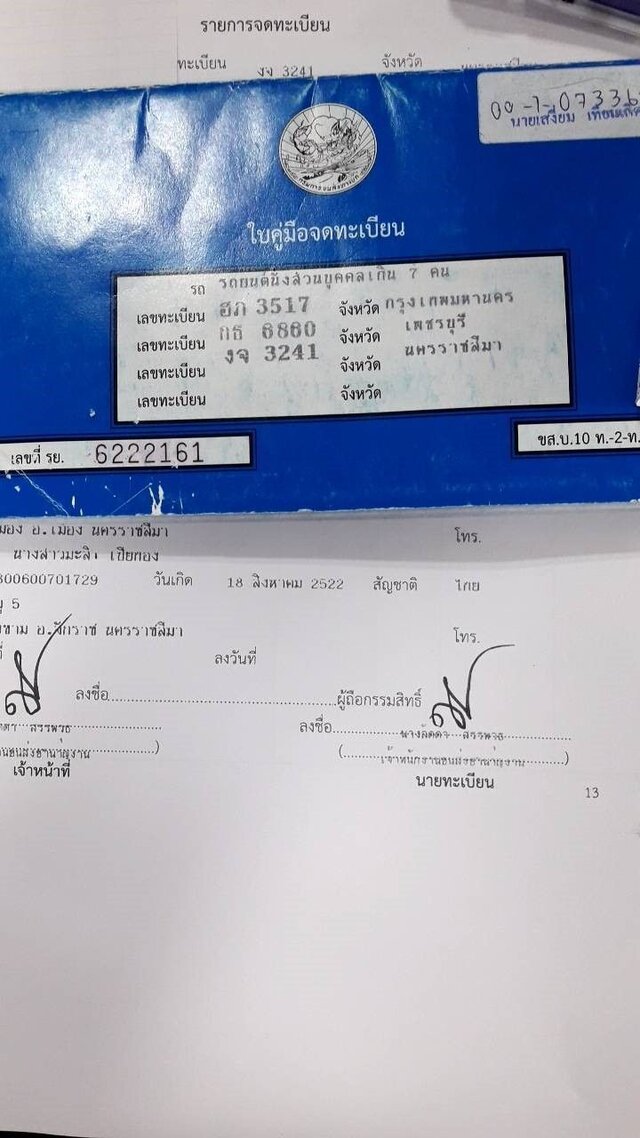 รายการจดทะเบียน
ทะเบียน งจ 3241 จังหวัด
00-1-0733
นายเสงี่ยม
ใบคู่มือจดทะเบียน
รถ รถยนต์นั่งส่วนบุคคลเกิน 7 คน
เลขทะเบียน ฮภ 3517 จังหวัด กรุงเทพมหานคร
เลขทะเบียน กธ 6860 จังหวัด เพชรบุรี
เลขทะเบียน งจ 3241 จังหวัด นครราชสีมา
เลขทะเบียน จังหวัด
เลขที่ รย. 6222161
ขส.บ.10 ท.-2-ท.
อ.เมือง นครราชสีมา โทร.
นางสาวมะลิ
300600701729 วันเกิด 18 สิงหาคม 2522 สัญชาติ ไทย
5
อ.จักราช นครราชสีมา โทร.
ลงวันที่
ลงชื่อ ผู้ถือกรรมสิทธิ์
ลงชื่อ นางลัดดา
เจ้าหน้าที่
นายทะเบียน
13